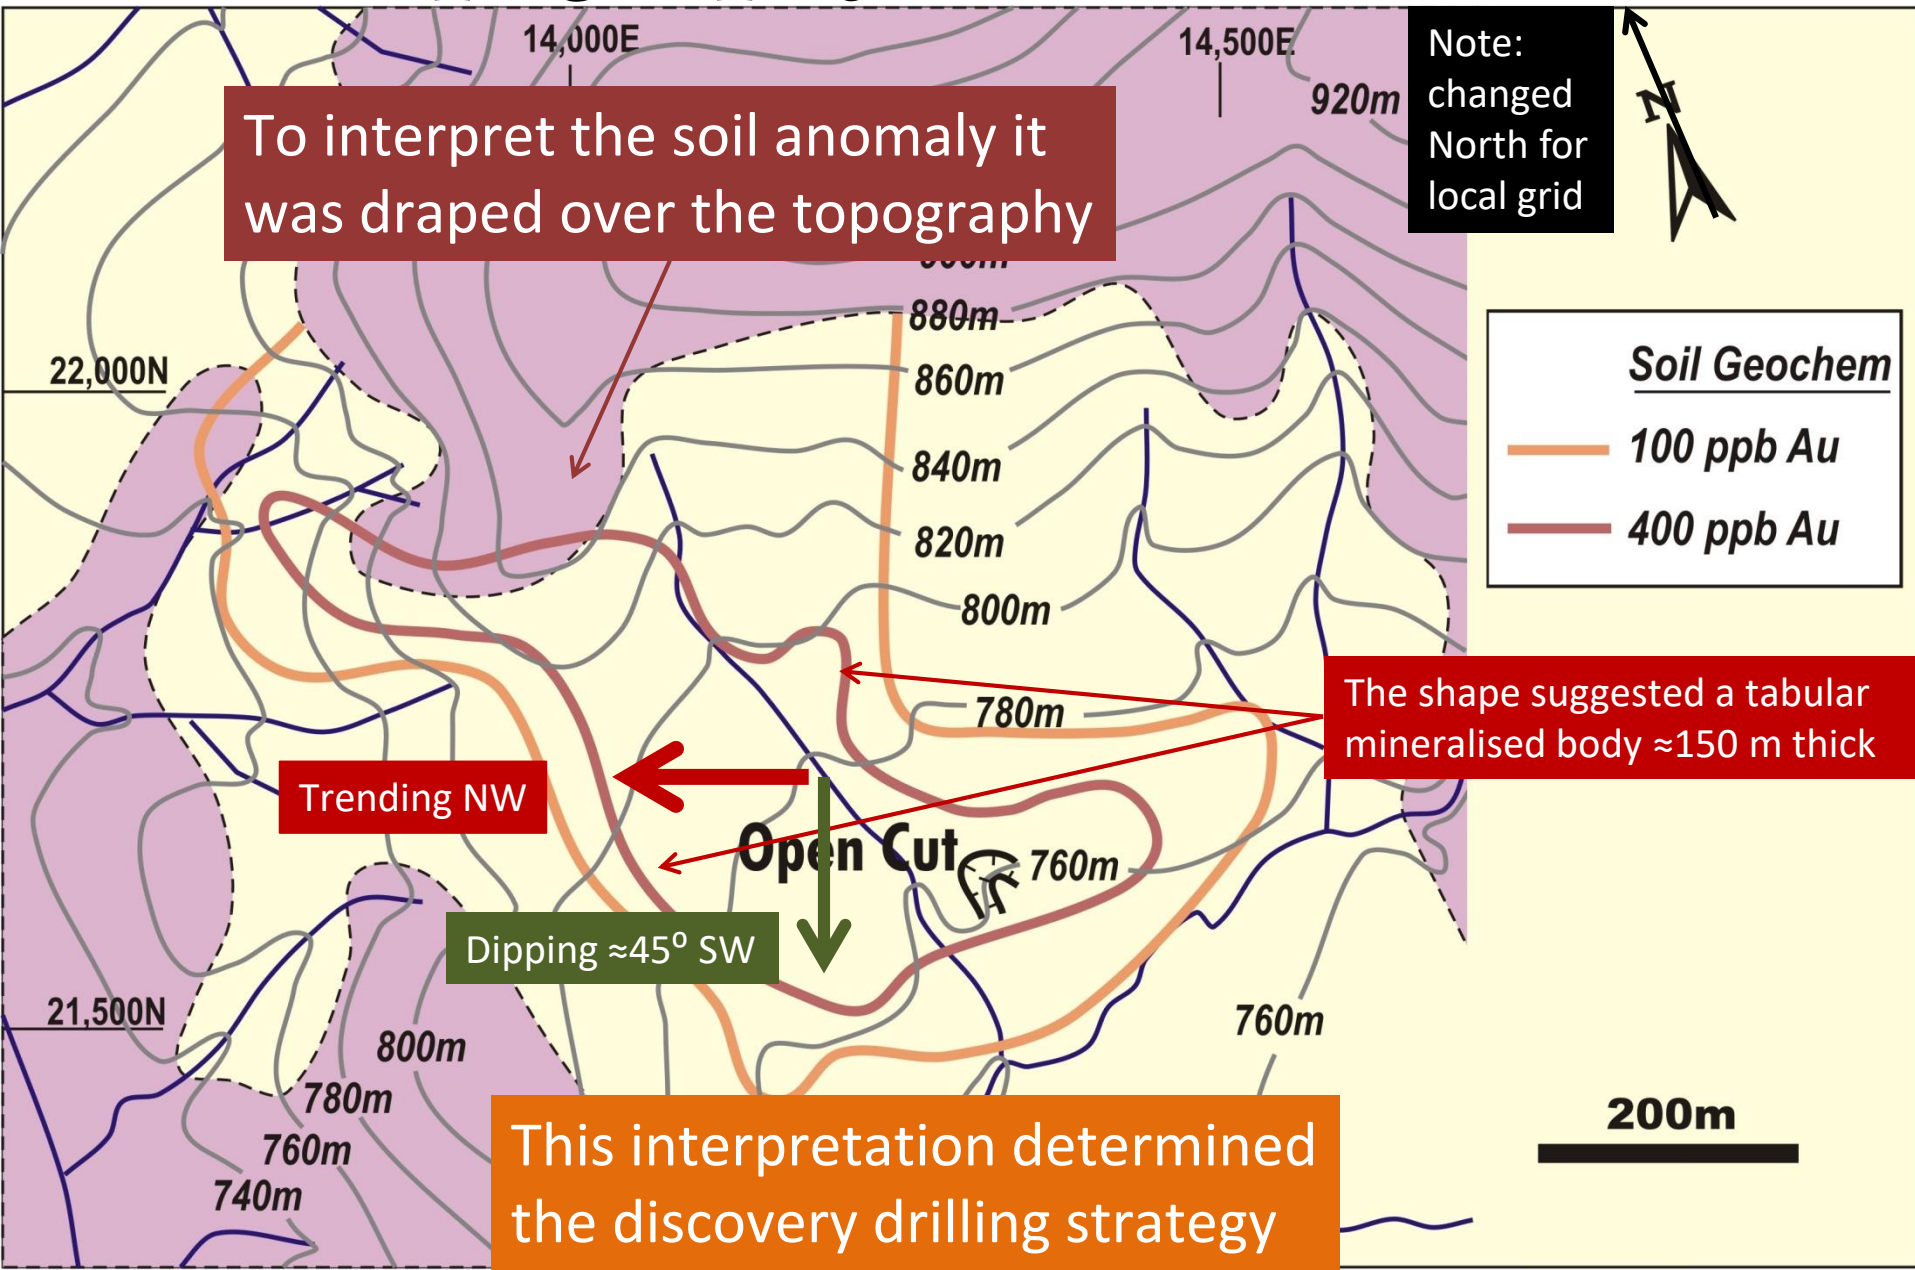 14,000E
14,500E
920m
Note:
changed
North for
local grid
N
To interpret the soil anomaly it
was draped over the topography
880m
22,000N
860m
Soil Geochem
100 ppb Au
840m
400 ppb Au
820m
800m
The shape suggested a tabular
mineralised body ≈150 m thick
780m
Trending NW
Open Cut
760m
Dipping ≈45⁰ SW
21,500N
760m
800m
780m
760m
740m
200m
This interpretation determined
the discovery drilling strategy